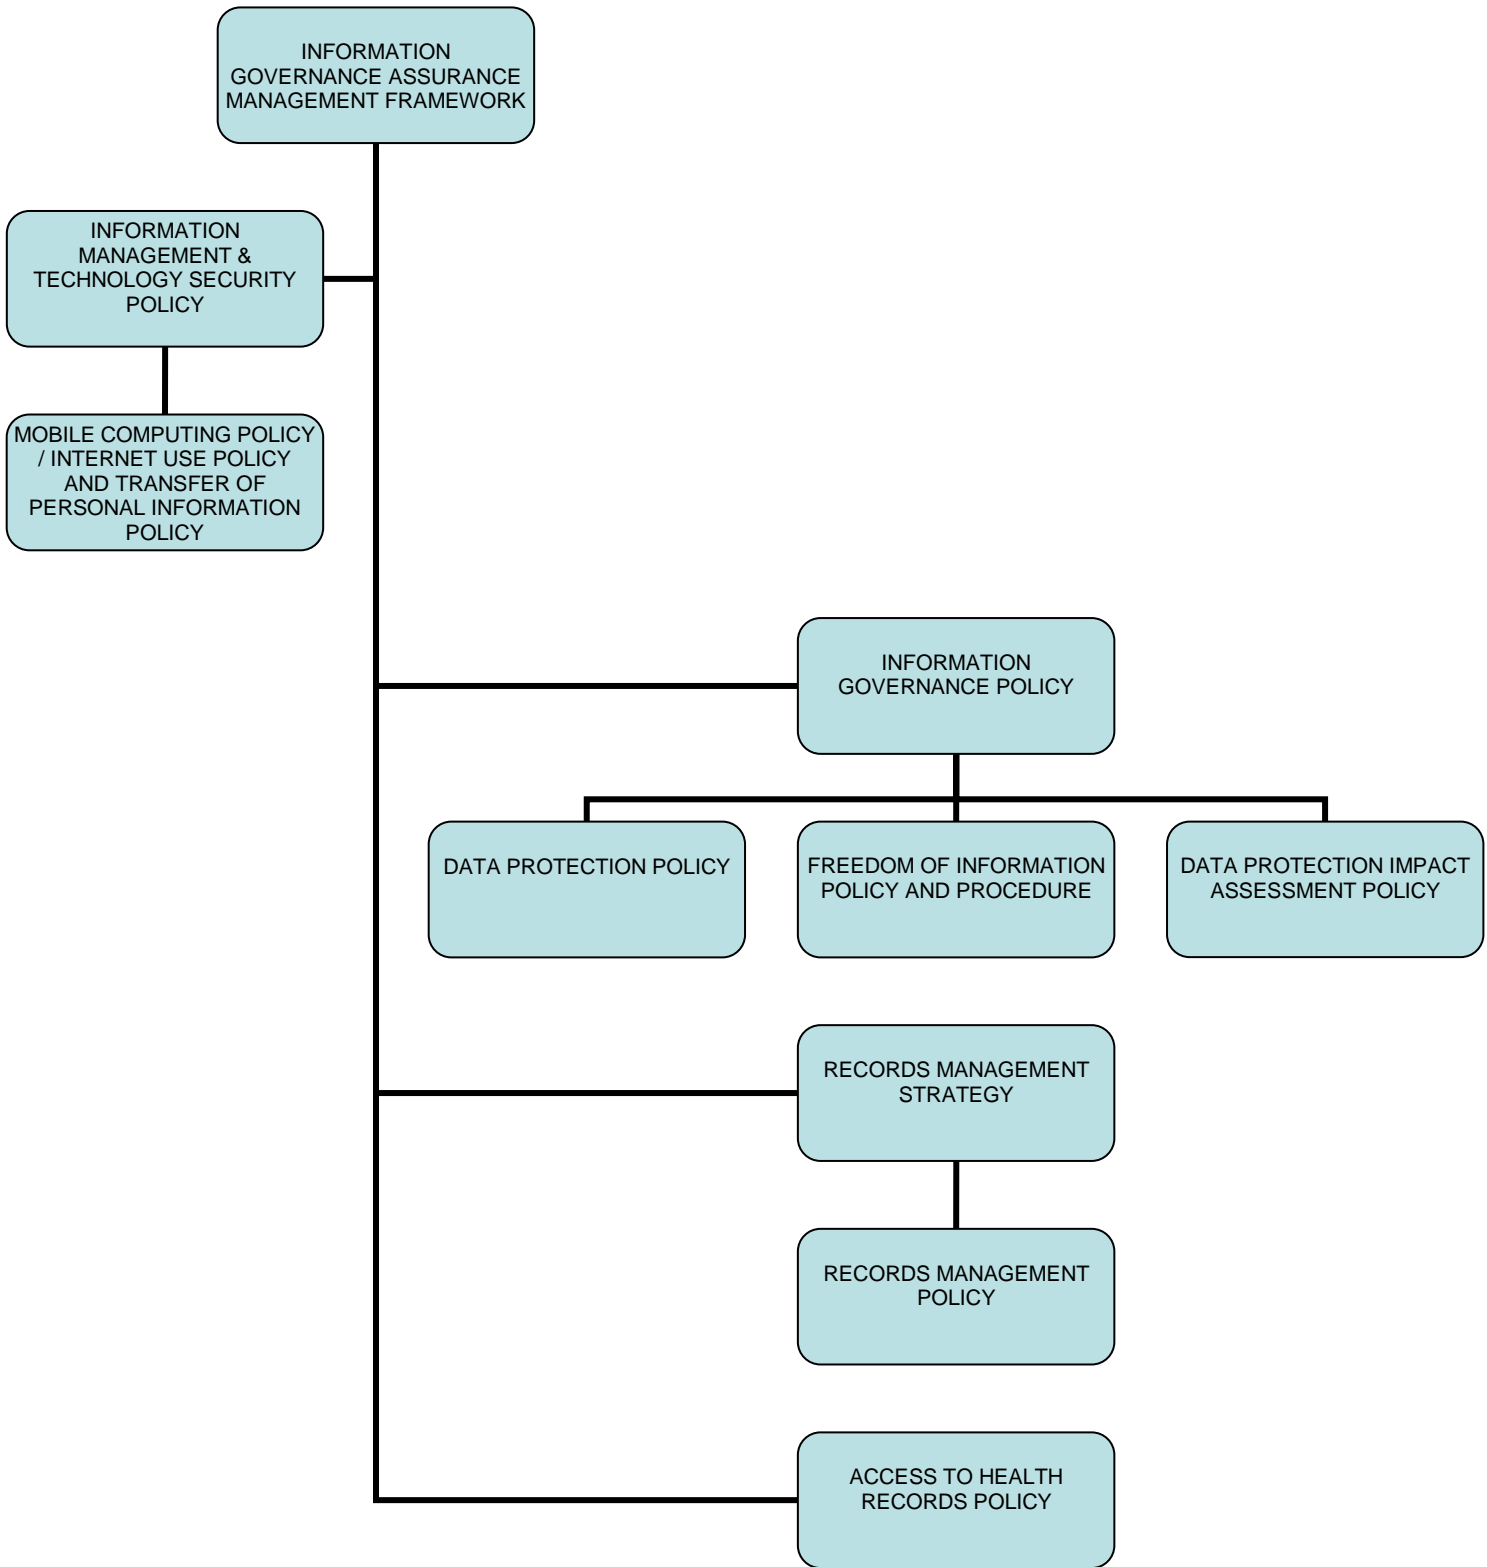 INFORMATION
GOVERNANCE ASSURANCE
MANAGEMENT FRAMEWORK
INFORMATION
MANAGEMENT &
TECHNOLOGY SECURITY
POLICY
MOBILE COMPUTING POLICY
/ INTERNET USE POLICY
AND TRANSFER OF
PERSONAL INFORMATION
POLICY
INFORMATION
GOVERNANCE POLICY
DATA PROTECTION POLICY
FREEDOM OF INFORMATION
POLICY AND PROCEDURE
DATA PROTECTION IMPACT
ASSESSMENT POLICY
RECORDS MANAGEMENT
STRATEGY
RECORDS MANAGEMENT
POLICY
ACCESS TO HEALTH
RECORDS POLICY